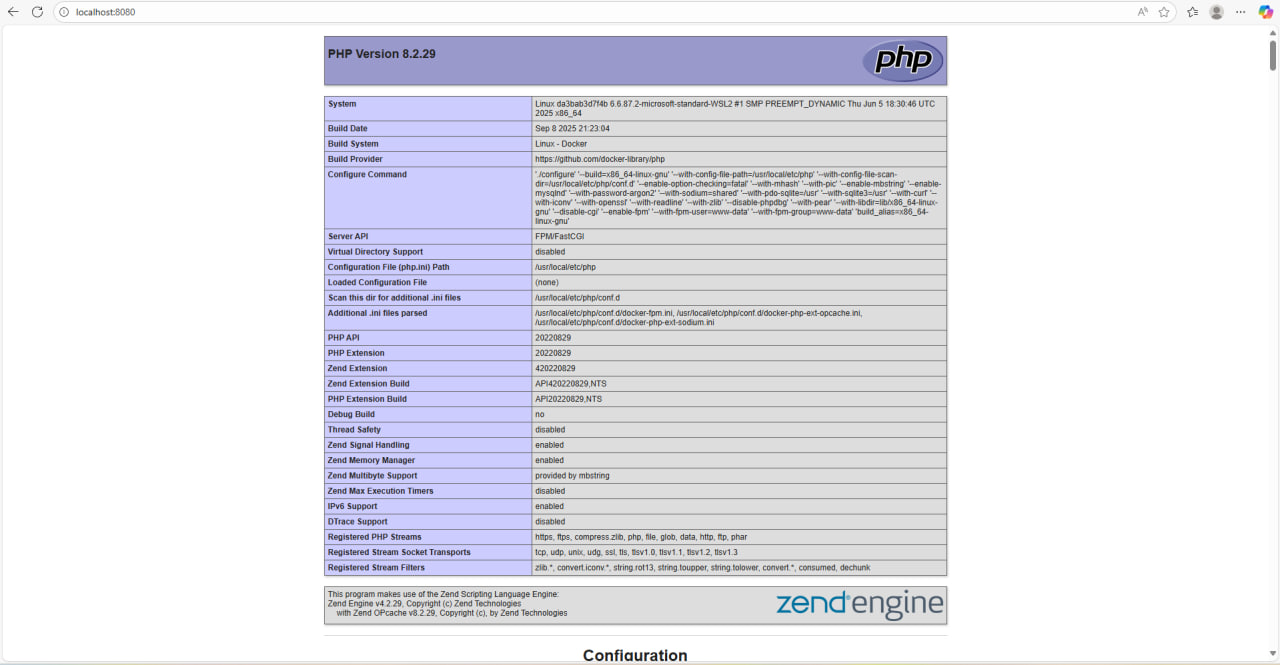 localhost:8080
PHP Version 8.2.29
php
System
Linux da3bab3d7f4b 6.6.87.2-microsoft-standard-WSL2 #1 SMP PREEMPT_DYNAMIC Thu Jun 5 18:30:46 UTC
2025 x86_64
Build Date
Sep 8 2025 21:23:04
Build System
Linux - Docker
Build Provider
https://github.com/docker-library/php
Configure Command
'./configure' '--build=x86_64-linux-gnu' '--with-config-file-path=/usr/local/etc/php' '--with-config-file-scan-
dir=/usr/local/etc/php/conf.d' '--enable-option-checking=fatal' '--with-mhash' '--with-pic' '--enable-mbstring' '--enable-
mysqlnd' '--with-password-argon2' '--with-sodium=shared' '--with-pdo-sqlite=/usr' '--with-sqlite3=/usr' '--with-curl' '--
with-iconv' '--with-openssl' '--with-readline' '--with-zlib' '--disable-phpdbg' '--with-pear' '--with-libdir=lib/x86_64-linux-
gnu' '--disable-cgi' '--enable-fpm' '--with-fpm-user=www-data' '--with-fpm-group=www-data' 'build_alias=x86_64-
linux-gnu'
Server API
FPM/FastCGI
Virtual Directory Support
disabled
Configuration File (php.ini) Path
/usr/local/etc/php
Loaded Configuration File
(none)
Scan this dir for additional .ini files
/usr/local/etc/php/conf.d
Additional .ini files parsed
/usr/local/etc/php/conf.d/docker-fpm.ini, /usr/local/etc/php/conf.d/docker-php-ext-opcache.ini,
/usr/local/etc/php/conf.d/docker-php-ext-sodium.ini
PHP API
20220829
PHP Extension
20220829
Zend Extension
420220829
Zend Extension Build
API420220829,NTS
PHP Extension Build
API20220829,NTS
Debug Build
no
Thread Safety
disabled
Zend Signal Handling
enabled
Zend Memory Manager
enabled
Zend Multibyte Support
provided by mbstring
Zend Max Execution Timers
disabled
IPv6 Support
enabled
DTrace Support
disabled
Registered PHP Streams
https, ftps, compress.zlib, php, file, glob, data, http, ftp, phar
Registered Stream Socket Transports
tcp, udp, unix, udg, ssl, tls, tlsv1.0, tlsv1.1, tlsv1.2, tlsv1.3
Registered Stream Filters
zlib.*, convert.iconv.*, string.rot13, string.toupper, string.tolower, convert.*, consumed, dechunk
This program makes use of the Zend Scripting Language Engine:
Zend Engine v4.2.29, Copyright (c) Zend Technologies
with Zend OPcache v8.2.29, Copyright (c), by Zend Technologies
zend engine
Configuration